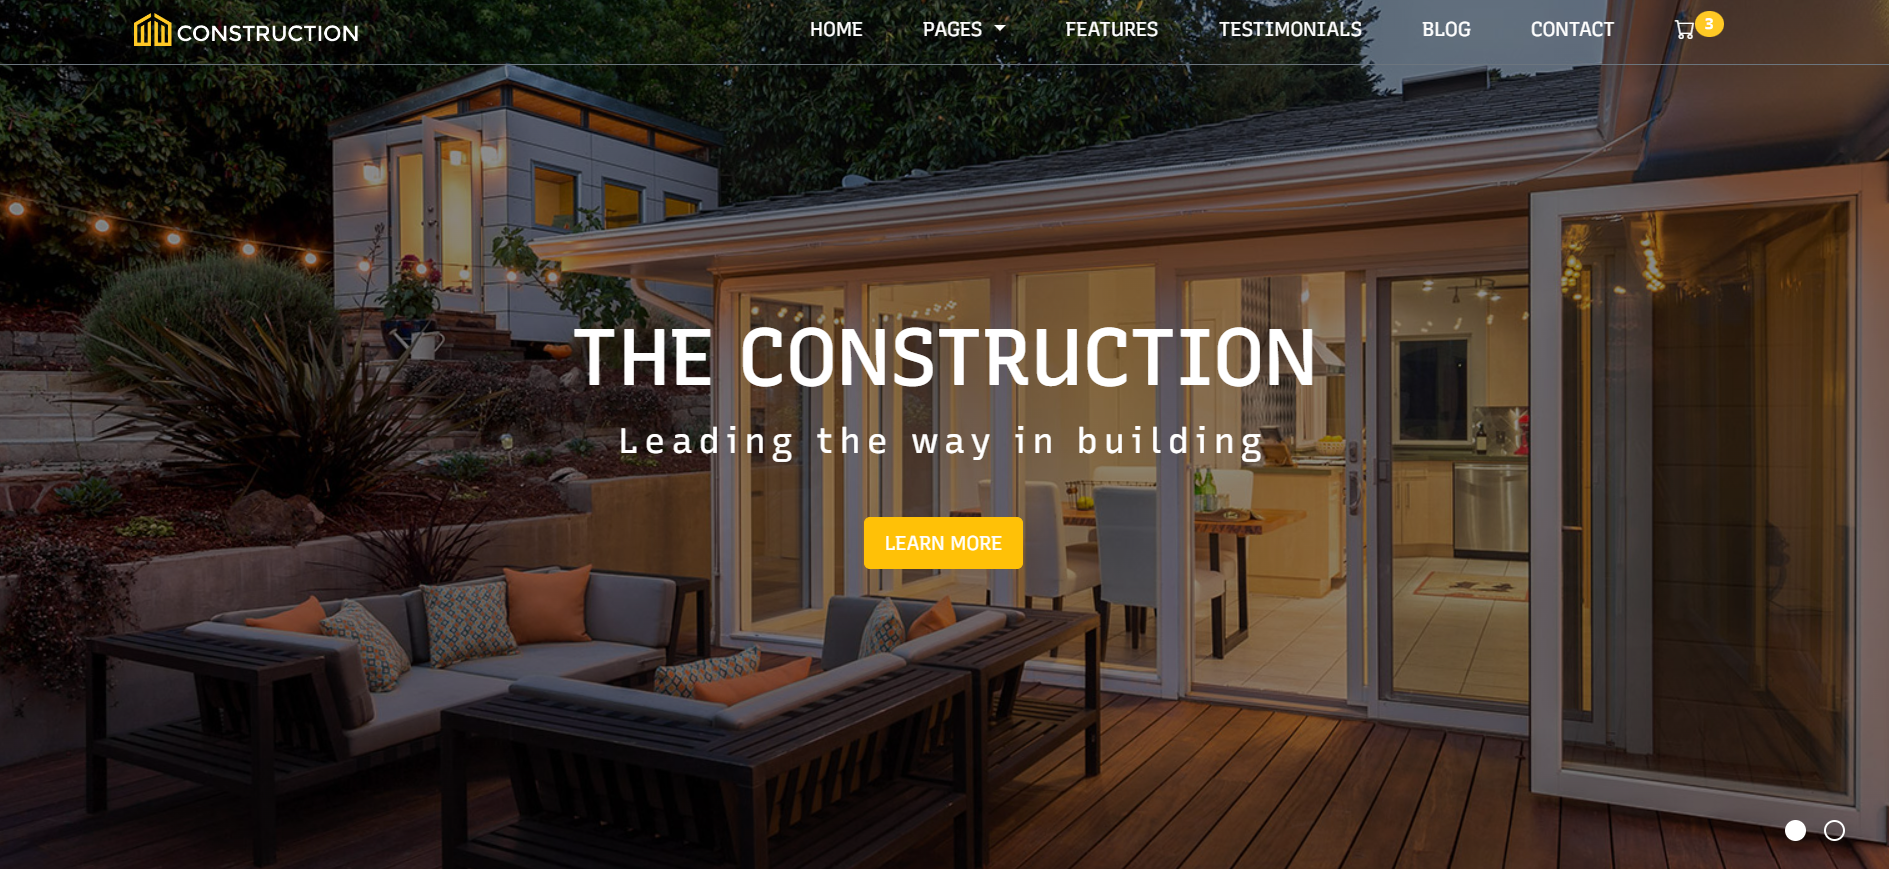 CONSTRUCTION
HOME PAGES FEATURES TESTIMONIALS BLOG CONTACT 3
THE CONSTRUCTION
Leading the way in building
LEARN MORE